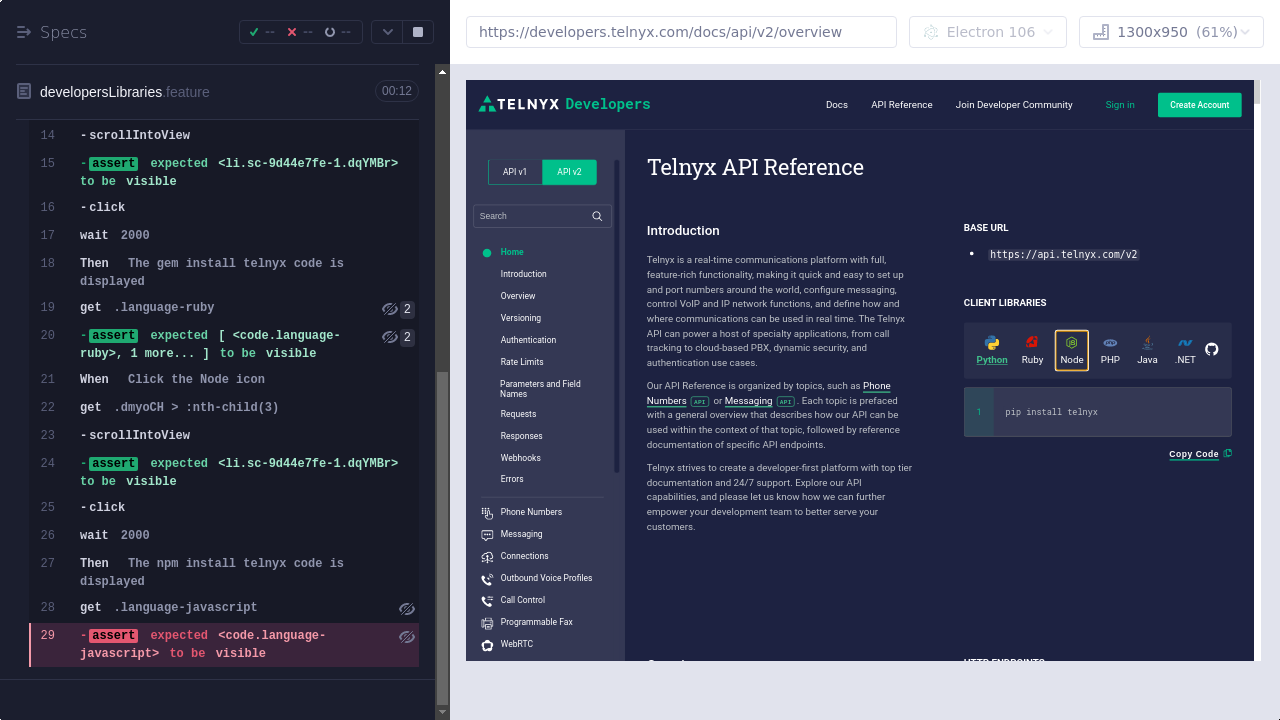 Specs
--
--
--
https://developers.telnyx.com/docs/api/v2/overview
Electron 106
1300x950 (61%)
developersLibraries.feature
00:12
14 -scrollIntoView
15 -assert expected <li.sc-9d44e7fe-1.dqYMBr>
to be visible
16 -click
17 wait 2000
18 Then The gem install telnyx code is
displayed
19 get .language-ruby 2
20 -assert expected [ <code.language-
ruby>, 1 more... ] to be visible 2
21 When Click the Node icon
22 get .dmyoCH > :nth-child(3)
23 -scrollIntoView
24 -assert expected <li.sc-9d44e7fe-1.dqYMBr>
to be visible
25 -click
26 wait 2000
27 Then The npm install telnyx code is
displayed
28 get .language-javascript
29 -assert expected <code.language-
javascript> to be visible
TELNYX Developers
Docs
API Reference
Join Developer Community
Sign in
Create Account
API v1
API v2
Search
Home
Introduction
Overview
Versioning
Authentication
Rate Limits
Parameters and Field
Names
Requests
Responses
Webhooks
Errors
Phone Numbers
Messaging
Connections
Outbound Voice Profiles
Call Control
Programmable Fax
WebRTC
Telnyx API Reference
Introduction
Telnyx is a real-time communications platform with full,
feature-rich functionality, making it quick and easy to set up
and port numbers around the world, configure messaging,
control VoIP and IP network functions, and define how and
where communications can be used in real time. The Telnyx
API can power a host of specialty applications, from call
tracking to cloud-based PBX, dynamic security, and
authentication use cases.
Our API Reference is organized by topics, such as Phone
Numbers API or Messaging API . Each topic is prefaced
with a general overview that describes how our API can be
used within the context of that topic, followed by reference
documentation of specific API endpoints.
Telnyx strives to create a developer-first platform with top tier
documentation and 24/7 support. Explore our API
capabilities, and please let us know how we can further
empower your development team to better serve your
customers.
BASE URL
• https://api.telnyx.com/v2
CLIENT LIBRARIES
Python
Ruby
Node
PHP
Java
.NET
1 pip install telnyx
Copy Code
HTTP ENDPOINTS